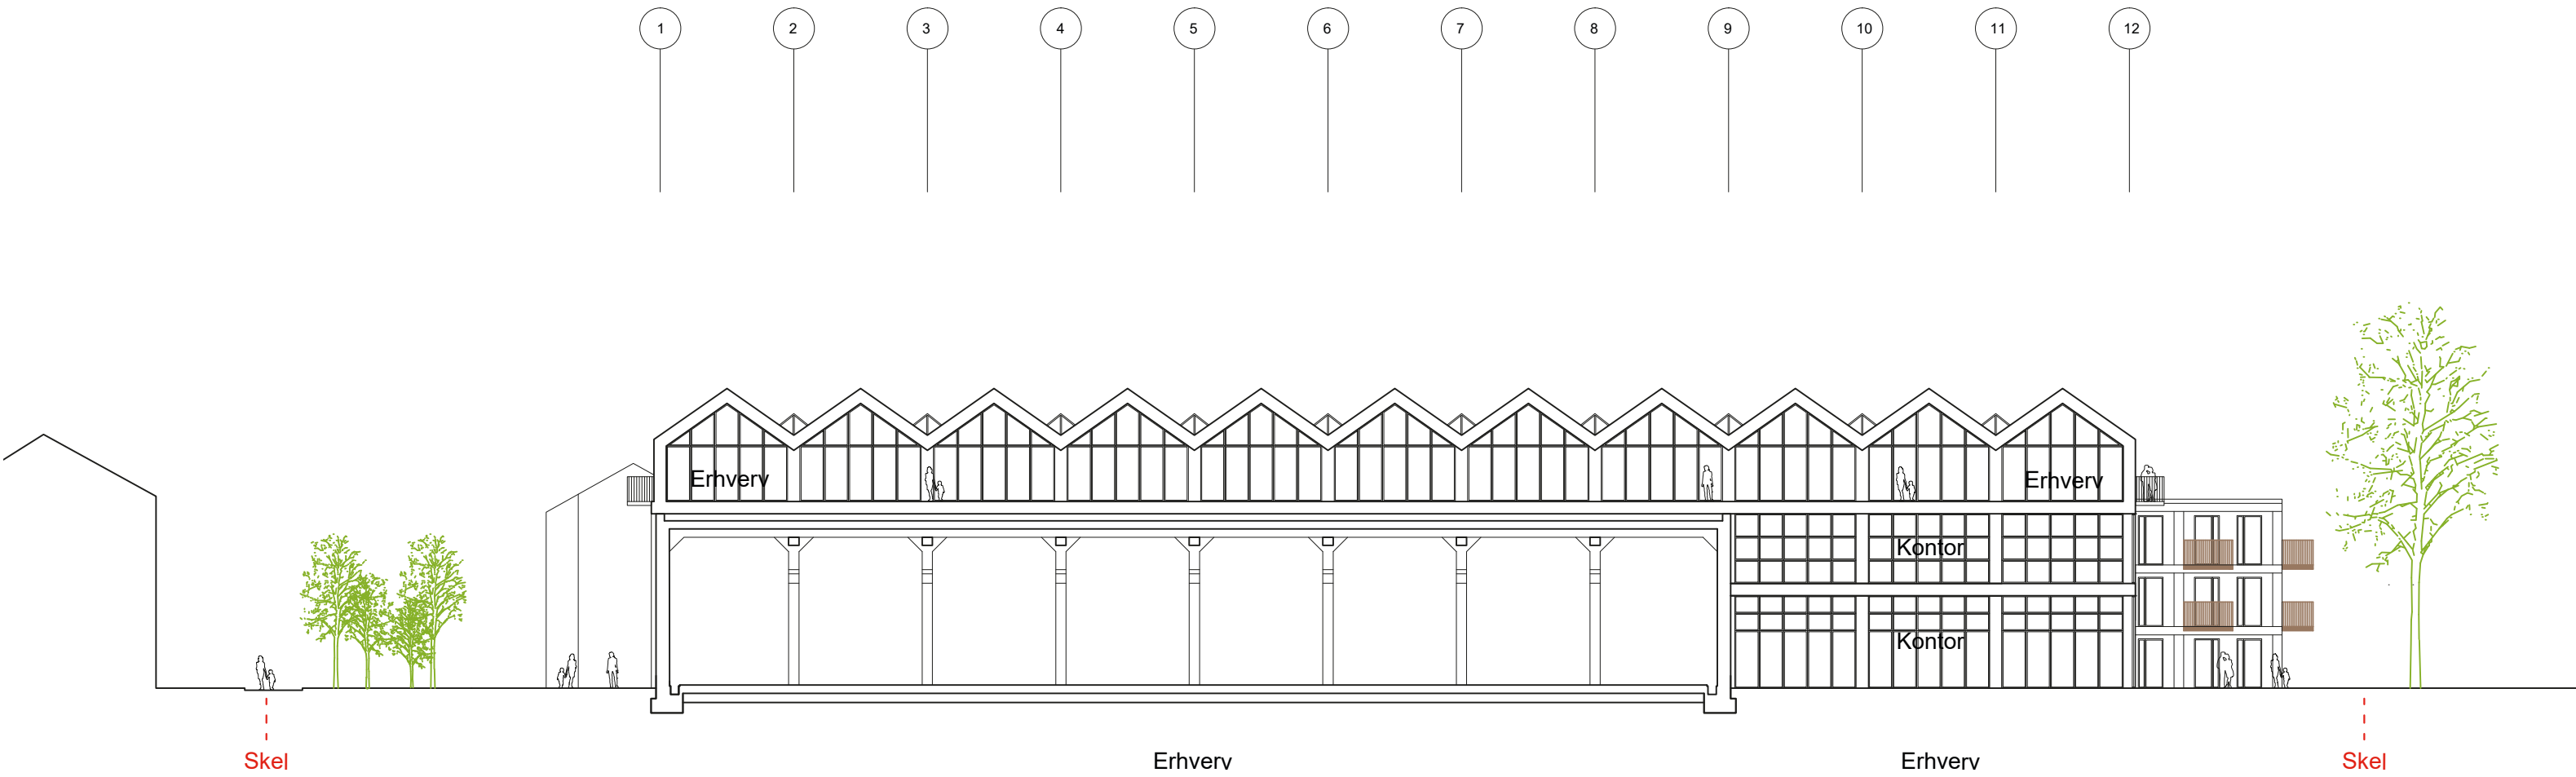 1 2 3 4 5 6 7 8 9 10 11 12
Erhverv Erhverv
Kontor
Kontor
Skel Erhverv Erhverv Skel